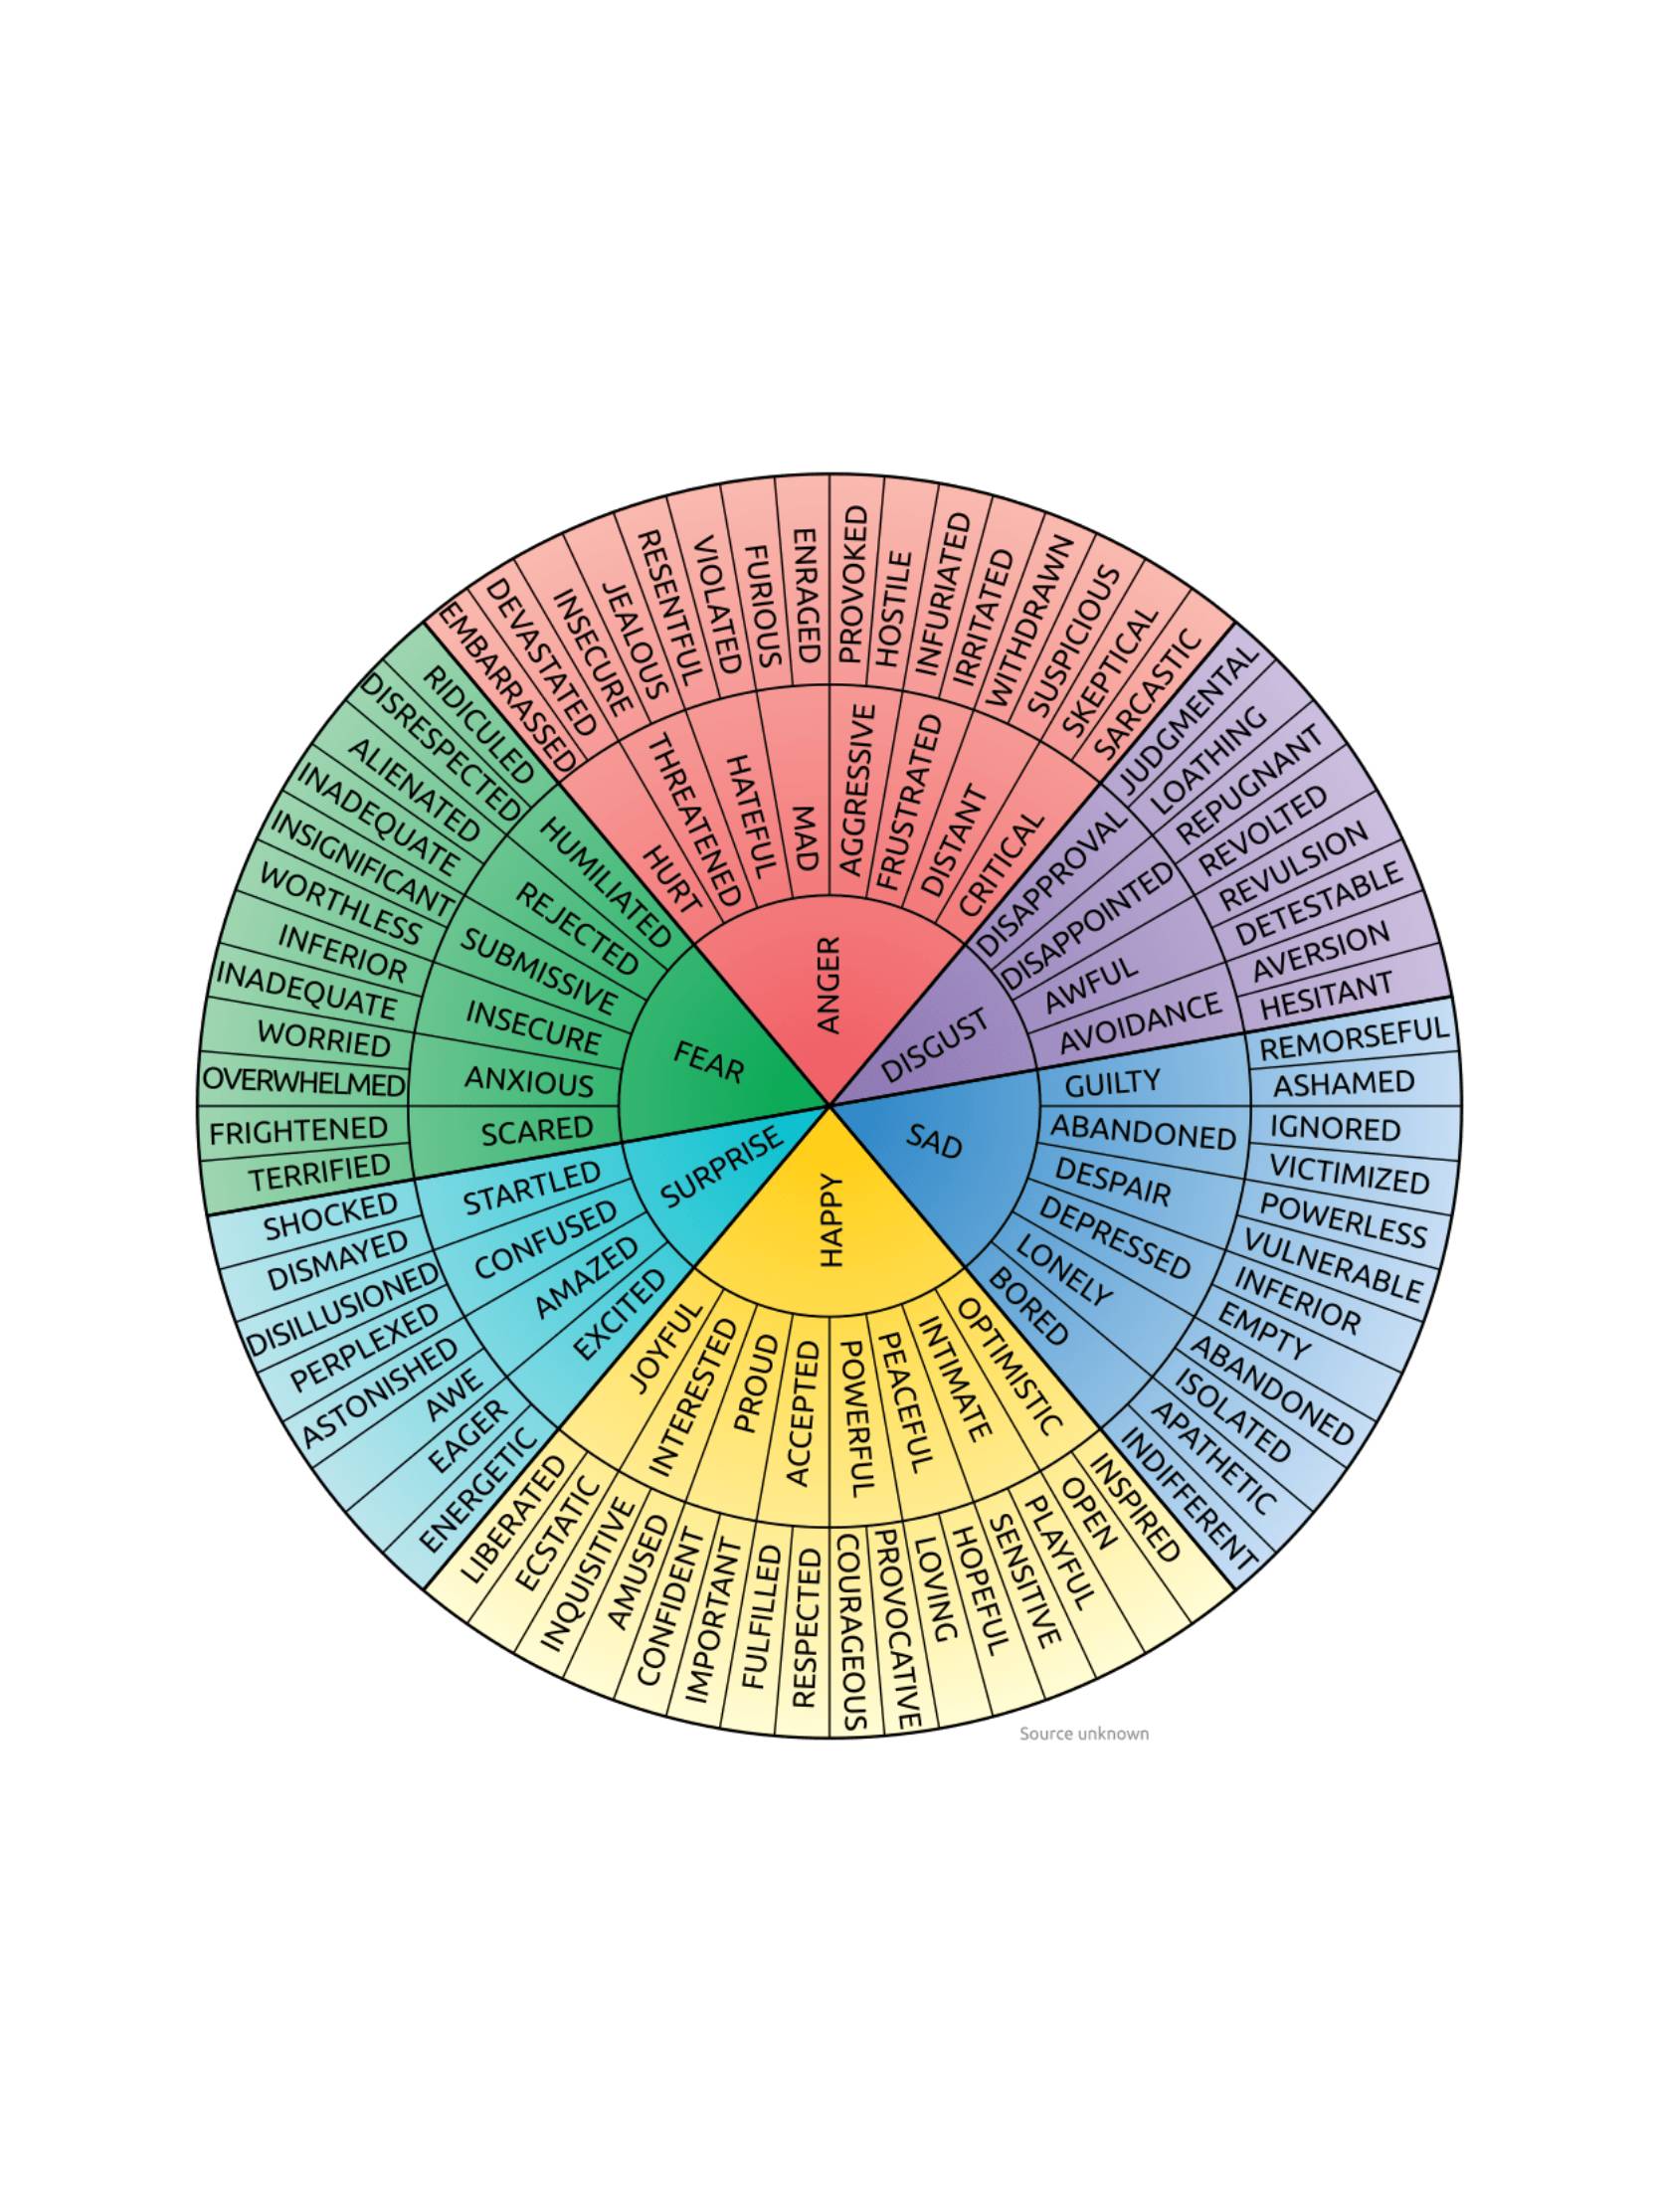 ANGER
HURT
EMBARRASSED
DEVASTATED
THREATENED
INSECURE
JEALOUS
HATEFUL
RESENTFUL
VIOLATED
MAD
FURIOUS
ENRAGED
AGGRESSIVE
PROVOKED
HOSTILE
FRUSTRATED
INFURIATED
IRRITATED
DISTANT
WITHDRAWN
SUSPICIOUS
CRITICAL
SKEPTICAL
SARCASTIC
DISGUST
DISAPPROVAL
JUDGMENTAL
LOATHING
DISAPPOINTED
REPUGNANT
REVOLTED
AWFUL
REVULSION
DETESTABLE
AVOIDANCE
AVERSION
HESITANT
SAD
GUILTY
REMORSEFUL
ASHAMED
ABANDONED
IGNORED
VICTIMIZED
DESPAIR
POWERLESS
VULNERABLE
DEPRESSED
INFERIOR
EMPTY
LONELY
ABANDONED
ISOLATED
BORED
APATHETIC
INDIFFERENT
HAPPY
OPTIMISTIC
INSPIRED
OPEN
INTIMATE
PLAYFUL
SENSITIVE
PEACEFUL
HOPEFUL
LOVING
POWERFUL
PROVOCATIVE
COURAGEOUS
ACCEPTED
RESPECTED
FULFILLED
PROUD
IMPORTANT
CONFIDENT
INTERESTED
AMUSED
INQUISITIVE
JOYFUL
ECSTATIC
LIBERATED
SURPRISE
EXCITED
ENERGETIC
EAGER
AMAZED
AWE
ASTONISHED
CONFUSED
PERPLEXED
DISILLUSIONED
STARTLED
DISMAYED
SHOCKED
FEAR
SCARED
TERRIFIED
FRIGHTENED
ANXIOUS
OVERWHELMED
WORRIED
INSECURE
INADEQUATE
INFERIOR
SUBMISSIVE
WORTHLESS
INSIGNIFICANT
REJECTED
INADEQUATE
ALIENATED
HUMILIATED
DISRESPECTED
RIDICULED
Source unknown